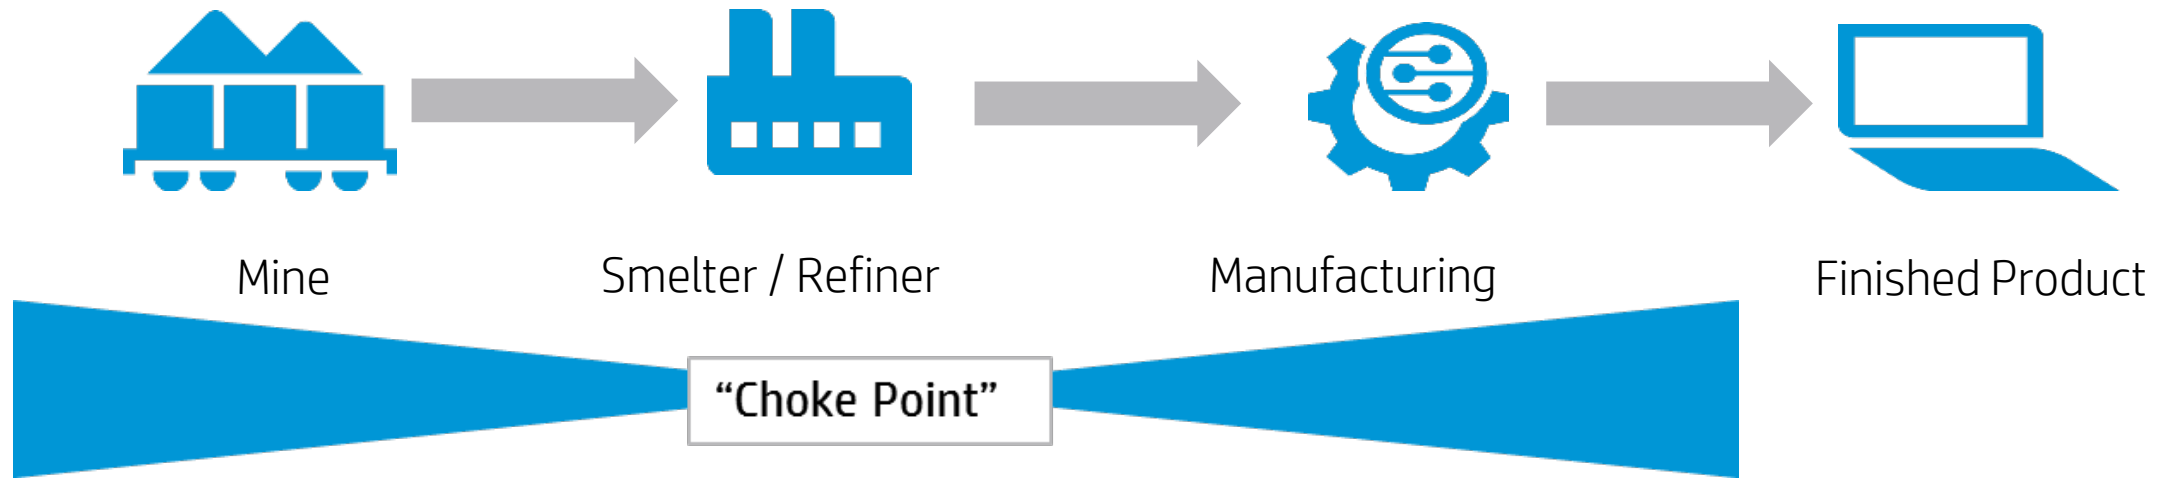 Mine
Smelter / Refiner
Manufacturing
Finished Product
“Choke Point”